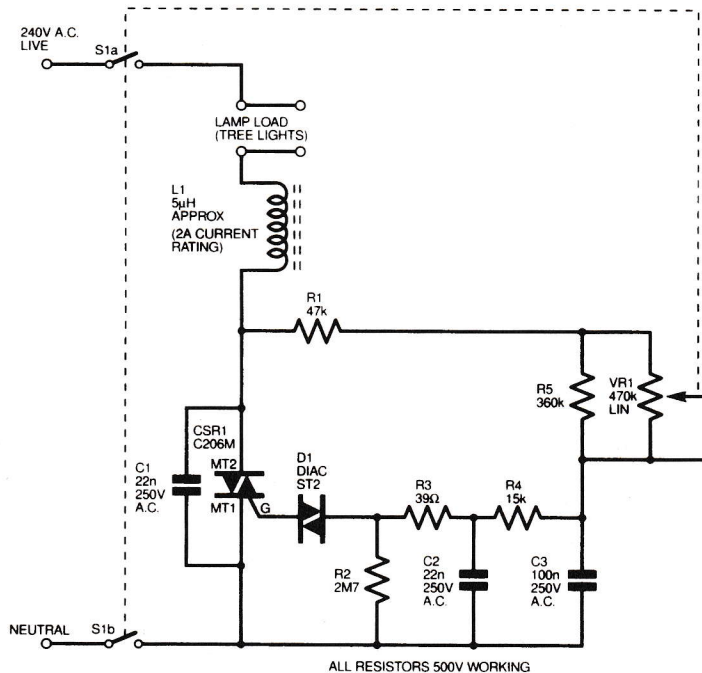 240V A.C.
LIVE
S1a
LAMP LOAD
(TREE LIGHTS)
L1
5µH
APPROX
(2A CURRENT
RATING)
R1
47k
R5
360k
VR1
470k
LIN
CSR1
C206M
C1
22n
250V
A.C.
MT2
MT1
G
D1
DIAC
ST2
R3
39Ω
R4
15k
R2
2M7
C2
22n
250V
A.C.
C3
100n
250V
A.C.
NEUTRAL
S1b
ALL RESISTORS 500V WORKING